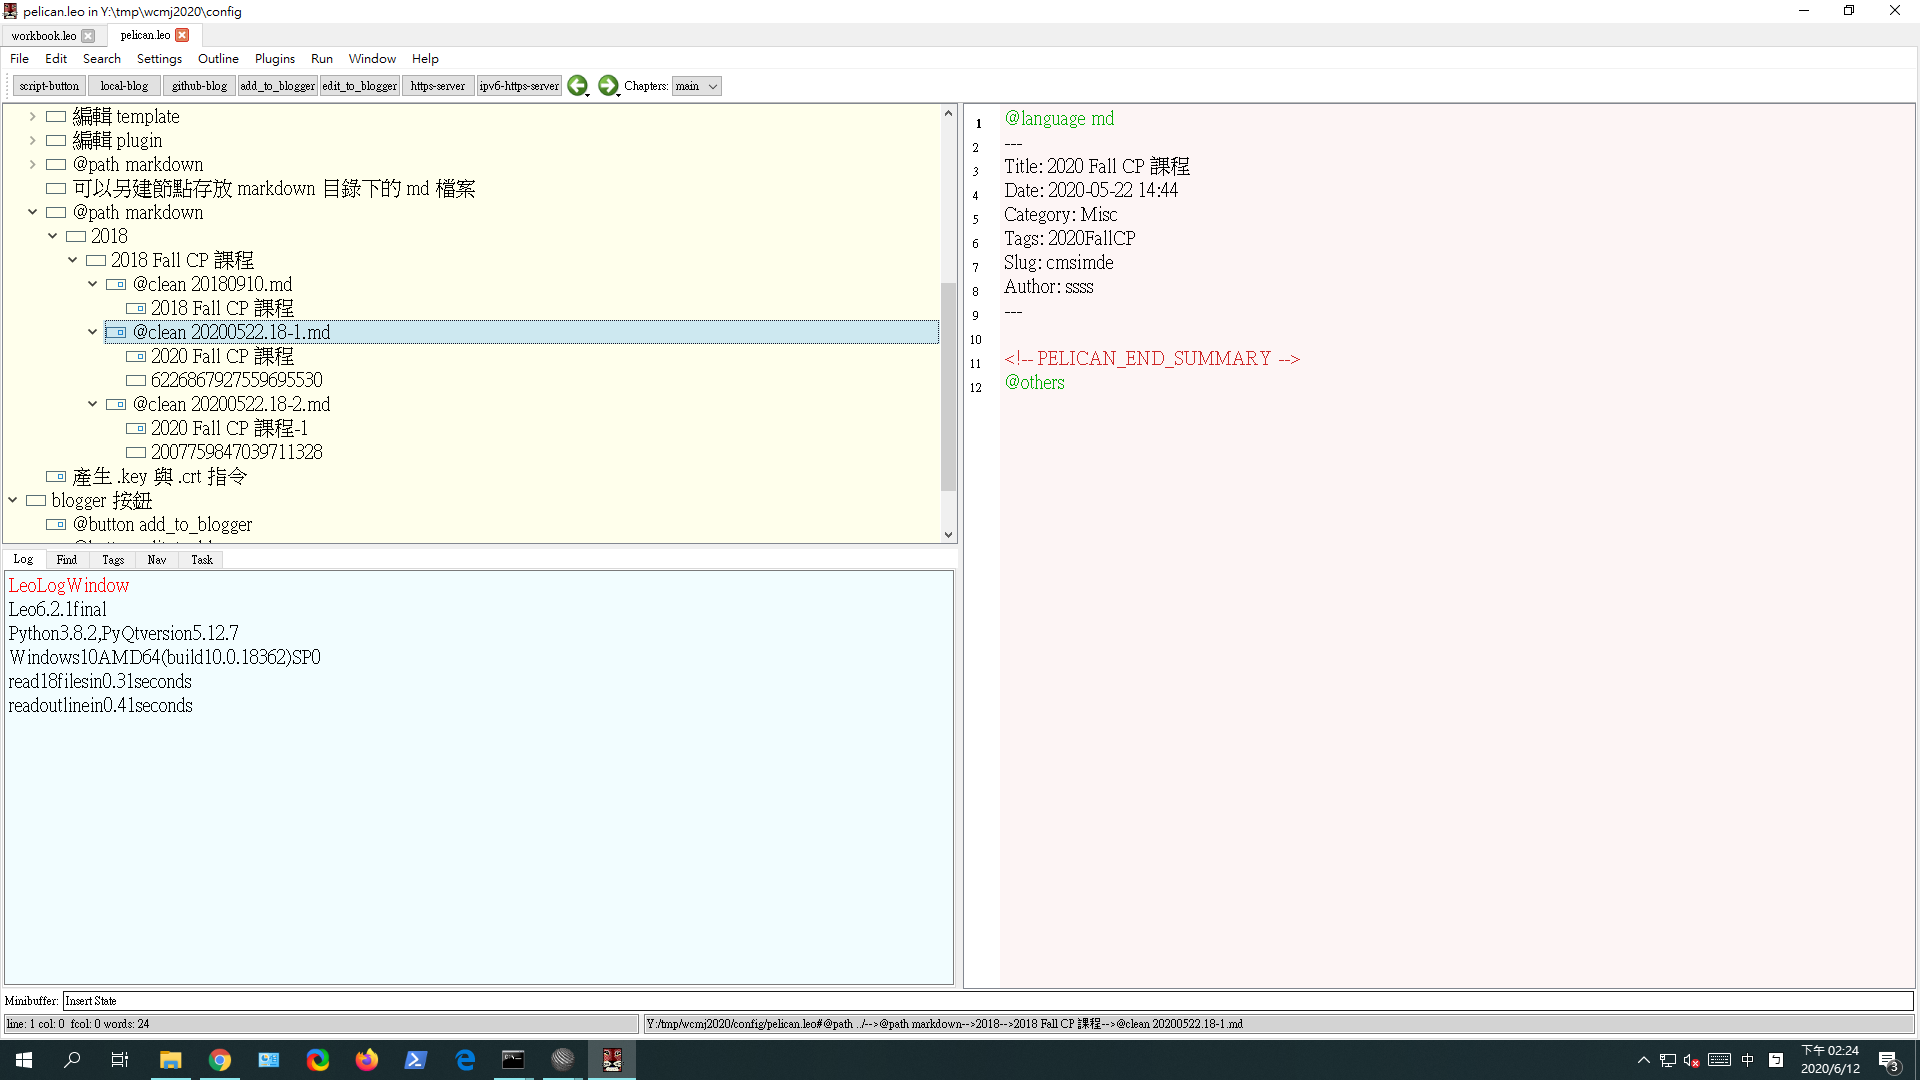 pelican.leo in Y:\tmp\wcmj2020\config
workbook.leo
pelican.leo
File Edit Search Settings Outline Plugins Run Window Help
script-button local-blog github-blog add_to_blogger edit_to_blogger https-server ipv6-https-server Chapters: main
編輯 template
編輯 plugin
@path markdown
可以另建節點存放 markdown 目錄下的 md 檔案
@path markdown
2018
2018 Fall CP 課程
@clean 20180910.md
2018 Fall CP 課程
@clean 20200522.18-1.md
2020 Fall CP 課程
6226867927559695530
@clean 20200522.18-2.md
2020 Fall CP 課程-1
2007759847039711328
產生 .key 與 .crt 指令
blogger 按鈕
@button add_to_blogger
1 @language md
2 ---
3 Title: 2020 Fall CP 課程
4 Date: 2020-05-22 14:44
5 Category: Misc
6 Tags: 2020FallCP
7 Slug: cmsimde
8 Author: ssss
9 ---
10
11 <!-- PELICAN_END_SUMMARY -->
12 @others
Log Find Tags Nav Task
LeoLogWindow
Leo6.2.1final
Python3.8.2,PyQtversion5.12.7
Windows10AMD64(build10.0.18362)SP0
read18filesin0.31seconds
readoutlinein0.41seconds
Minibuffer: Insert State
line: 1 col: 0 fcol: 0 words: 24
Y:/tmp/wcmj2020/config/pelican.leo#@path ../-->@path markdown-->2018-->2018 Fall CP 課程-->@clean 20200522.18-1.md
中
下午 02:24
2020/6/12
3